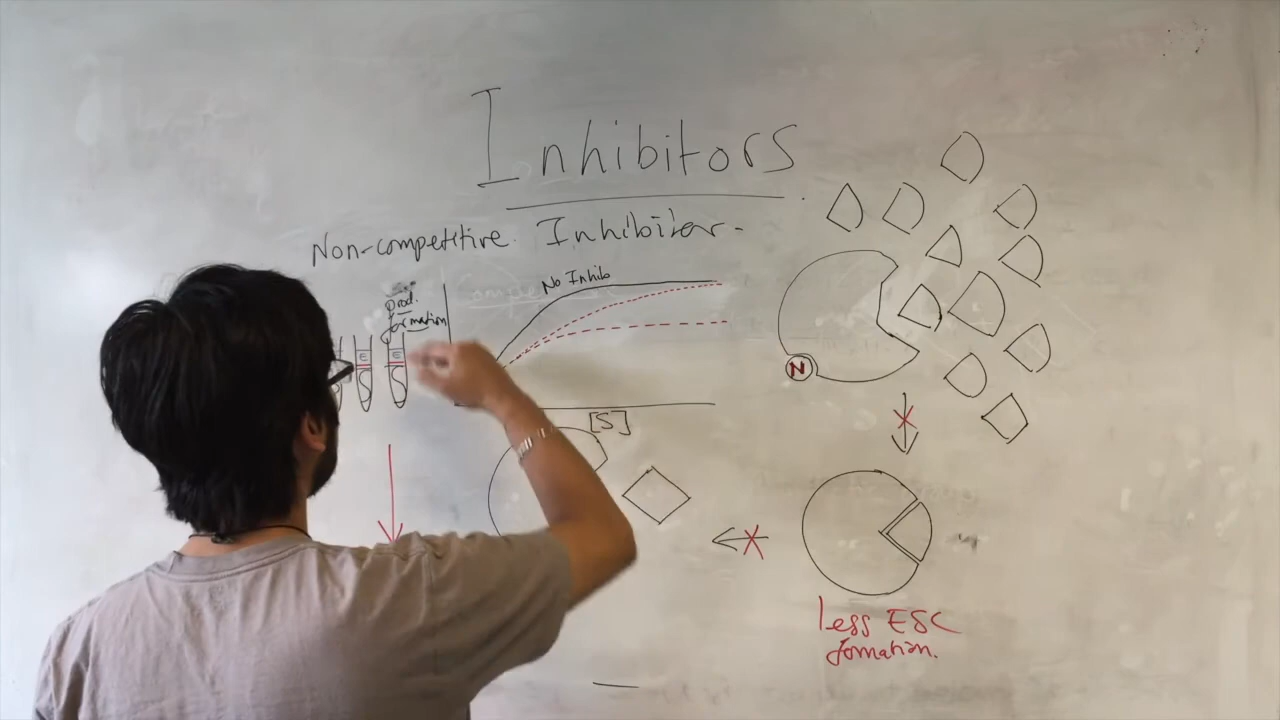 Inhibitors
Non-competitive. Inhibitor-
No Inhib
prod.
formation
E
E
S
S
[S]
N
less ESC
formation.